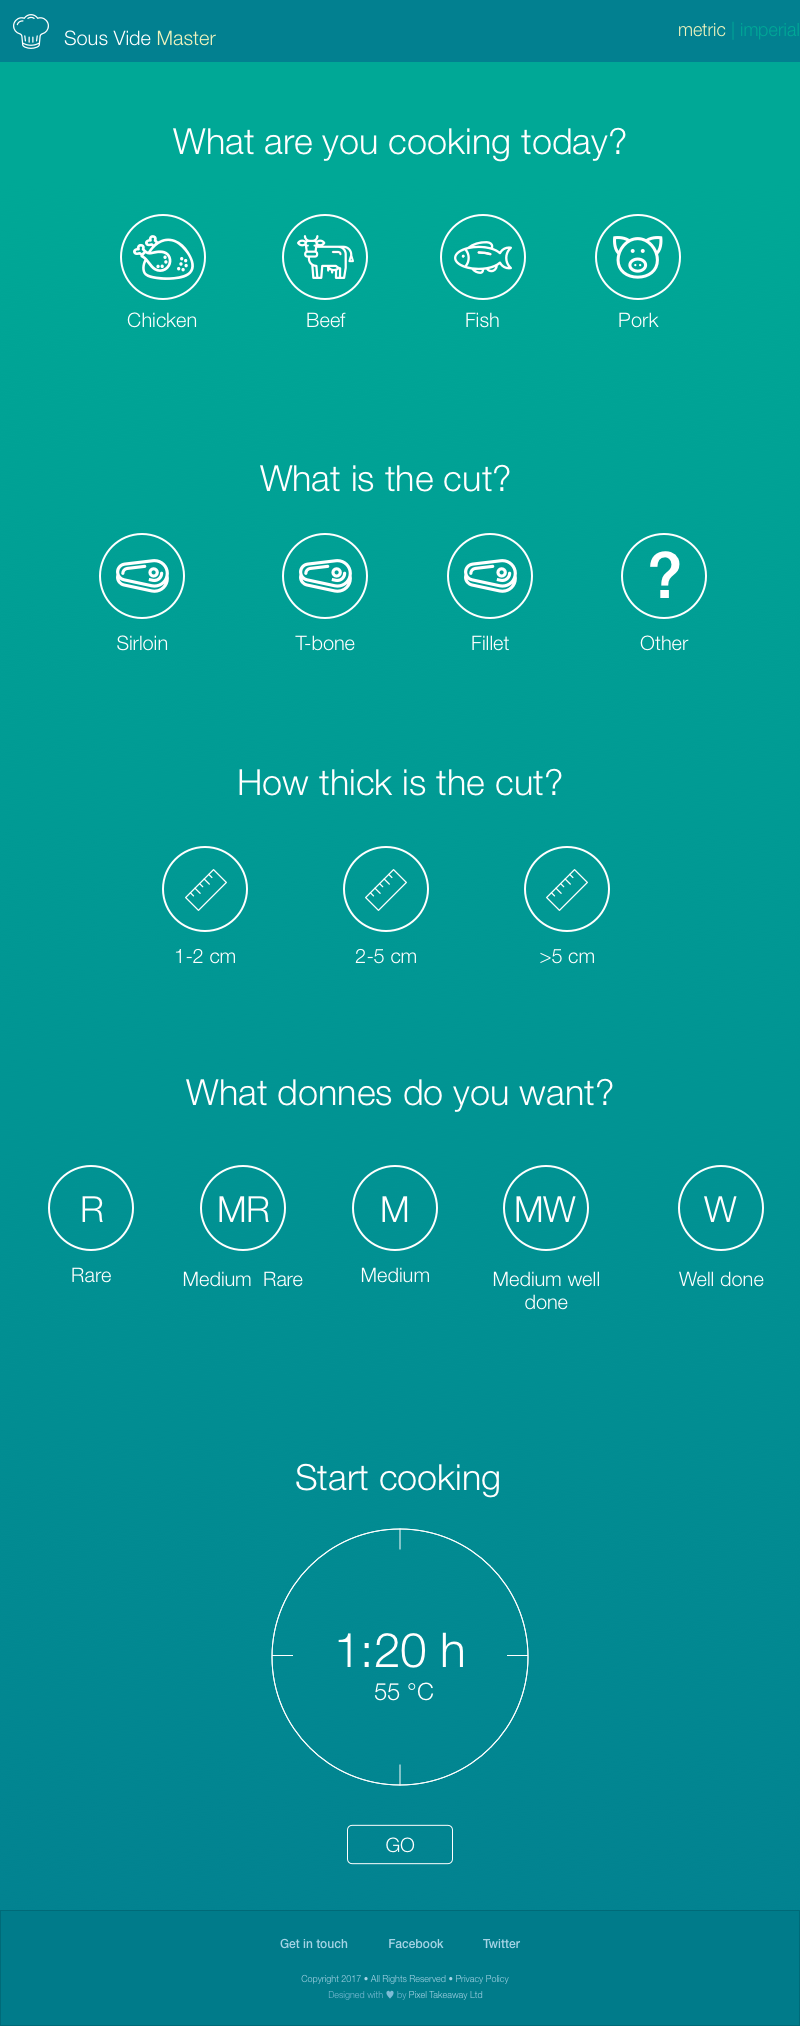 Sous Vide Master
metric | imperial
What are you cooking today?
Chicken
Beef
Fish
Pork
What is the cut?
?
Sirloin
T-bone
Fillet
Other
How thick is the cut?
1-2 cm
2-5 cm
>5 cm
What donnes do you want?
R
MR
M
MW
W
Rare
Medium Rare
Medium
Medium well
done
Well done
Start cooking
1:20 h
55 °C
GO
Get in touch
Facebook
Twitter
Copyright 2017 • All Rights Reserved • Privacy Policy
Designed with ♥ by Pixel Takeaway Ltd